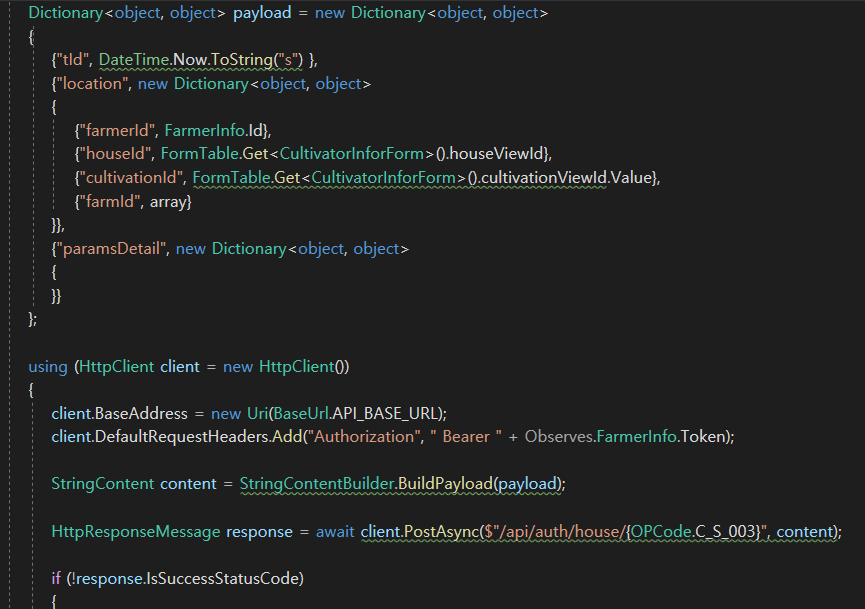 Dictionary<object, object> payload = new Dictionary<object, object>
{
{"tId", DateTime.Now.ToString("s") },
{"location", new Dictionary<object, object>
{
{"farmerId", FarmerInfo.Id},
{"houseId", FormTable.Get<CultivatorInforForm>().houseViewId},
{"cultivationId", FormTable.Get<CultivatorInforForm>().cultivationViewId.Value},
{"farmId", array}
}},
{"paramsDetail", new Dictionary<object, object>
{
}}
};
using (HttpClient client = new HttpClient())
{
client.BaseAddress = new Uri(BaseUrl.API_BASE_URL);
client.DefaultRequestHeaders.Add("Authorization", " Bearer " + Observes.FarmerInfo.Token);
StringContent content = StringContentBuilder.BuildPayload(payload);
HttpResponseMessage response = await client.PostAsync($"/api/auth/house/{OPCode.C_S_003}", content);
if (!response.IsSuccessStatusCode)
{